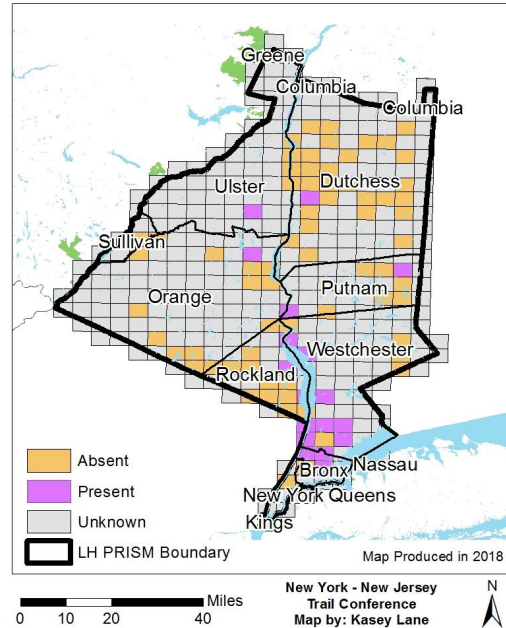 Greene
Columbia
Columbia
Ulster
Dutchess
Sullivan
Orange
Putnam
Westchester
Rockland
Bronx
Nassau
New York Queens
Kings
Absent
Present
Unknown
LH PRISM Boundary
Map Produced in 2018
Miles
0 10 20 40
New York - New Jersey
Trail Conference
Map by: Kasey Lane
N